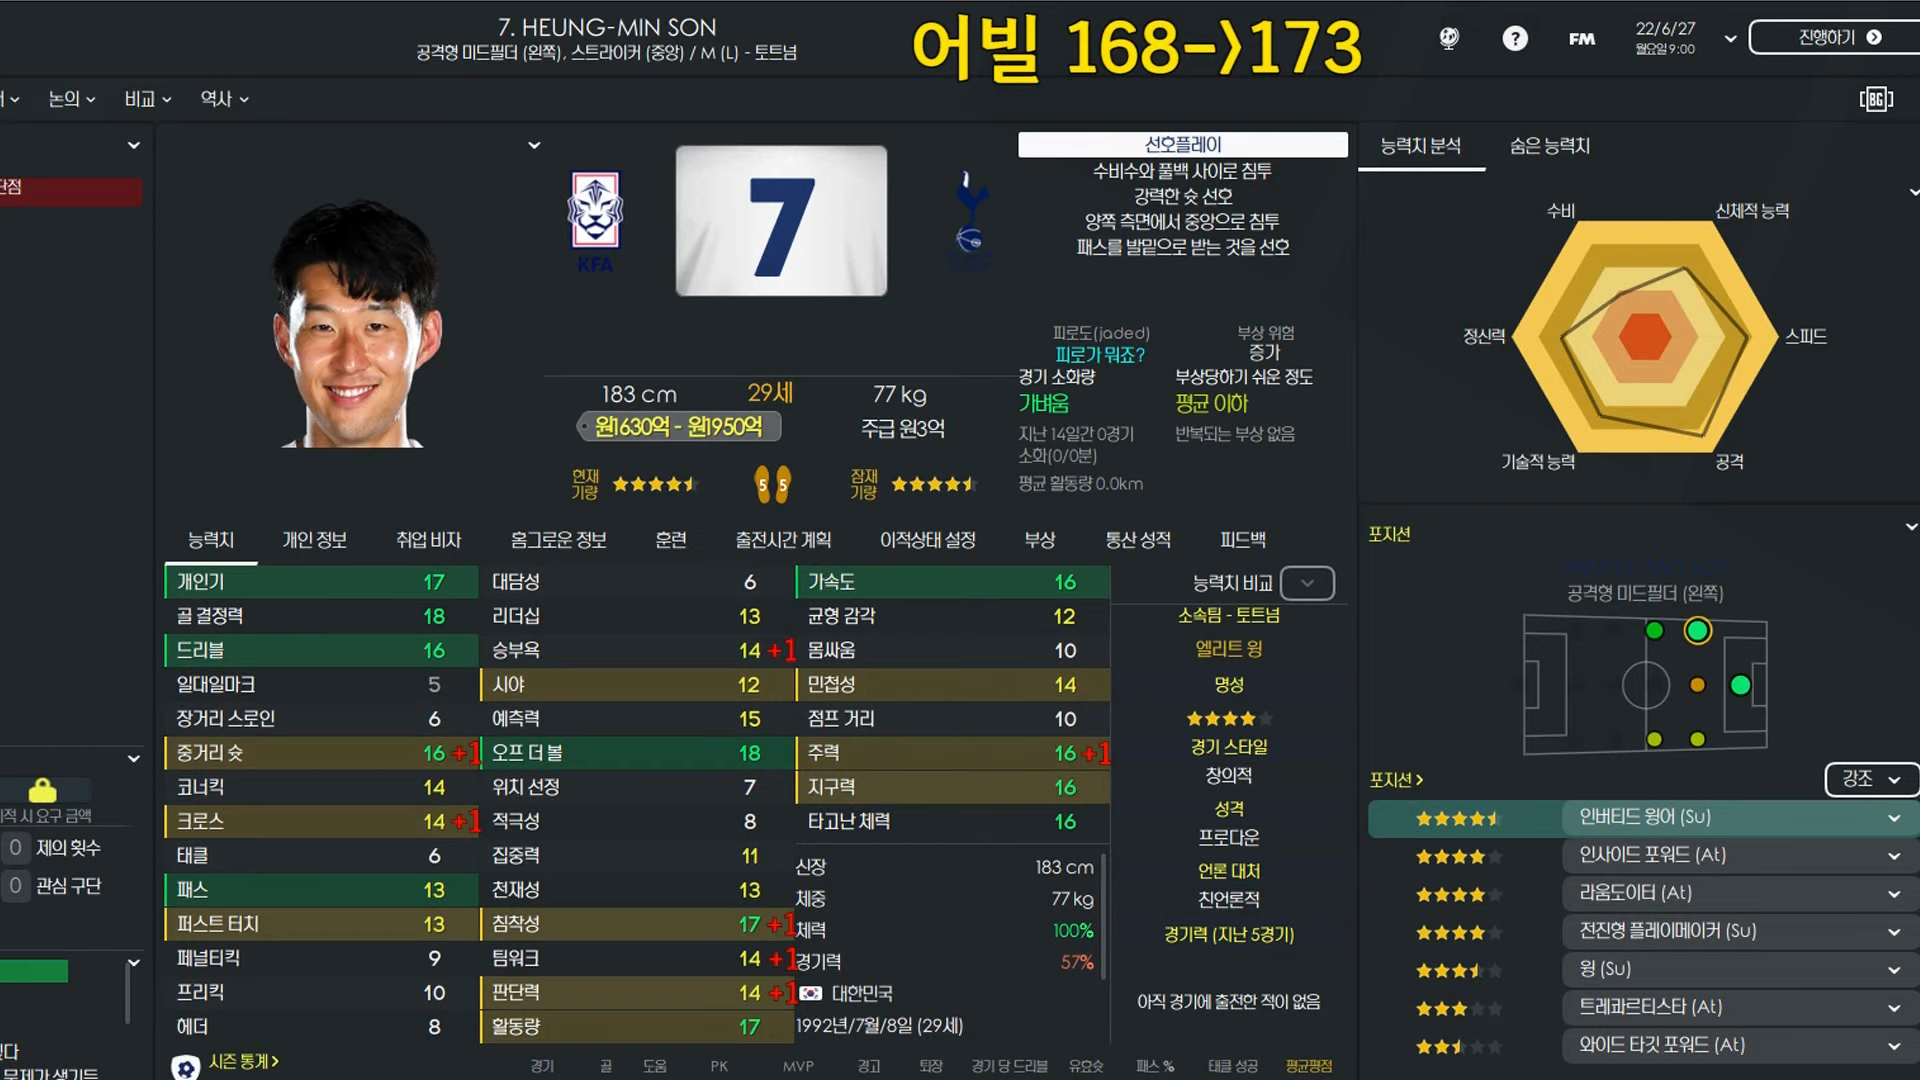 7. HEUNG-MIN SON
공격형 미드필더 (왼쪽), 스트라이커 (중앙) / M (L) - 토트넘
어빌 168->173
?
FM
22/6/27
월요일 9:00
진행하기
논의
비교
역사
BG
단점
KFA
7
선호플레이
수비수와 풀백 사이로 침투
강력한 슛 선호
양쪽 측면에서 중앙으로 침투
패스를 발밑으로 받는 것을 선호
피로도(jaded)
피로가 뭐죠?
부상 위험
증가
경기 소화량
가벼움
부상당하기 쉬운 정도
평균 이하
지난 14일간 0경기
소화(0/0분)
반복되는 부상 없음
평균 활동량 0.0km
183 cm
29세
77 kg
원1630억 - 원1950억
주급 원3억
현재
기량
5 5
잠재
기량
능력치 분석
숨은 능력치
수비
신체적 능력
정신력
스피드
기술적 능력
공격
능력치
개인 정보
취업 비자
홈그로운 정보
훈련
출전시간 계획
이적상태 설정
부상
통산 성적
피드백
개인기 17
골 결정력 18
드리블 16
일대일마크 5
장거리 스로인 6
중거리 슛 16 +1
코너킥 14
크로스 14 +1
태클 6
패스 13
퍼스트 터치 13
페널티킥 9
프리킥 10
헤더 8
대담성 6
리더십 13
승부욕 14 +1
시야 12
예측력 15
오프 더 볼 18
위치 선정 7
적극성 8
집중력 11
천재성 13
침착성 17 +1
팀워크 14 +1
판단력 14 +1
활동량 17
가속도 16
균형 감각 12
몸싸움 10
민첩성 14
점프 거리 10
주력 16 +1
지구력 16
타고난 체력 16
신장 183 cm
체중 77 kg
체력 100%
경기력 57%
대한민국
1992년/7월/8일 (29세)
능력치 비교
소속팀 - 토트넘
엘리트 윙
명성
경기 스타일
창의적
성격
프로다운
언론 대처
친언론적
경기력 (지난 5경기)
아직 경기에 출전한 적이 없음
포지션
공격형 미드필더 (왼쪽)
포지션 >
강조
인버티드 윙어 (Su)
인사이드 포워드 (At)
라움도이터 (At)
전진형 플레이메이커 (Su)
윙 (Su)
트레콰르티스타 (At)
와이드 타깃 포워드 (At)
적 시 요구 금액
0 제의 횟수
0 관심 구단
시즌 통계 >
경기 골 도움 PK MVP 경고 퇴장 경기 당 드리블 유효슛 패스 % 태클 성공 평균평점